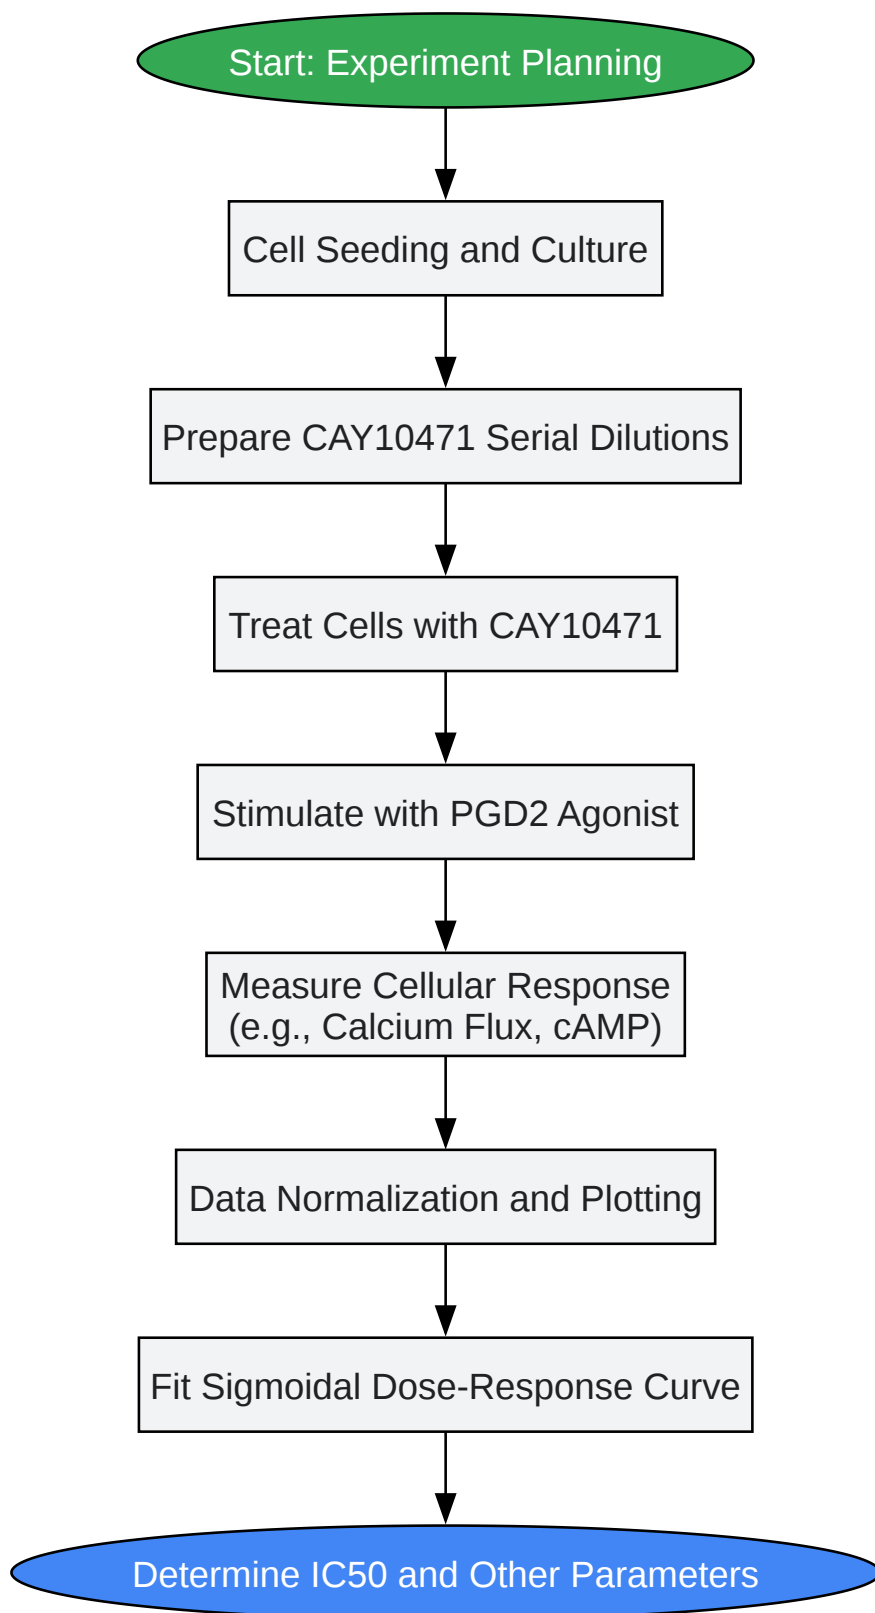 Start: Experiment Planning
Cell Seeding and Culture
Prepare CAY10471 Serial Dilutions
Treat Cells with CAY10471
Stimulate with PGD2 Agonist
Measure Cellular Response
(e.g., Calcium Flux, cAMP)
Data Normalization and Plotting
Fit Sigmoidal Dose-Response Curve
Determine IC50 and Other Parameters